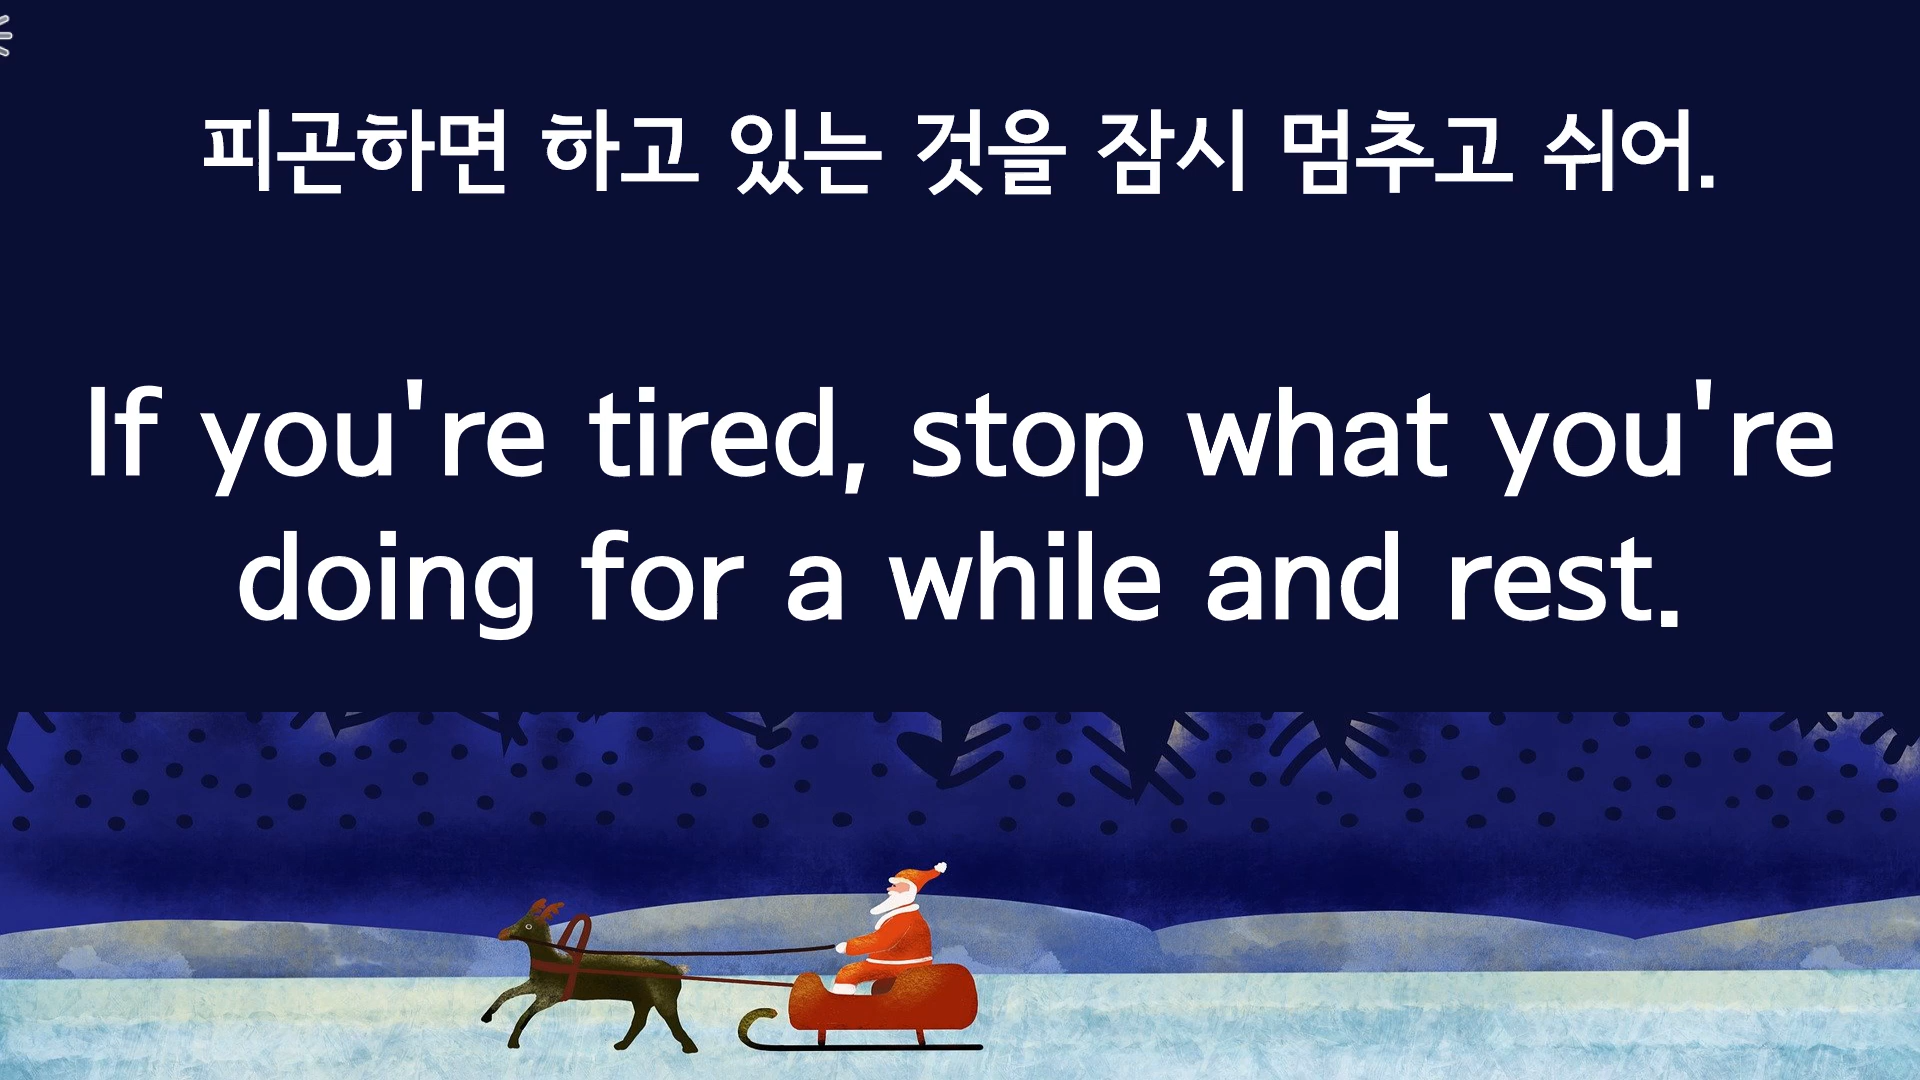 피곤하면 하고 있는 것을 잠시 멈추고 쉬어.
If you're tired, stop what you're
doing for a while and rest.